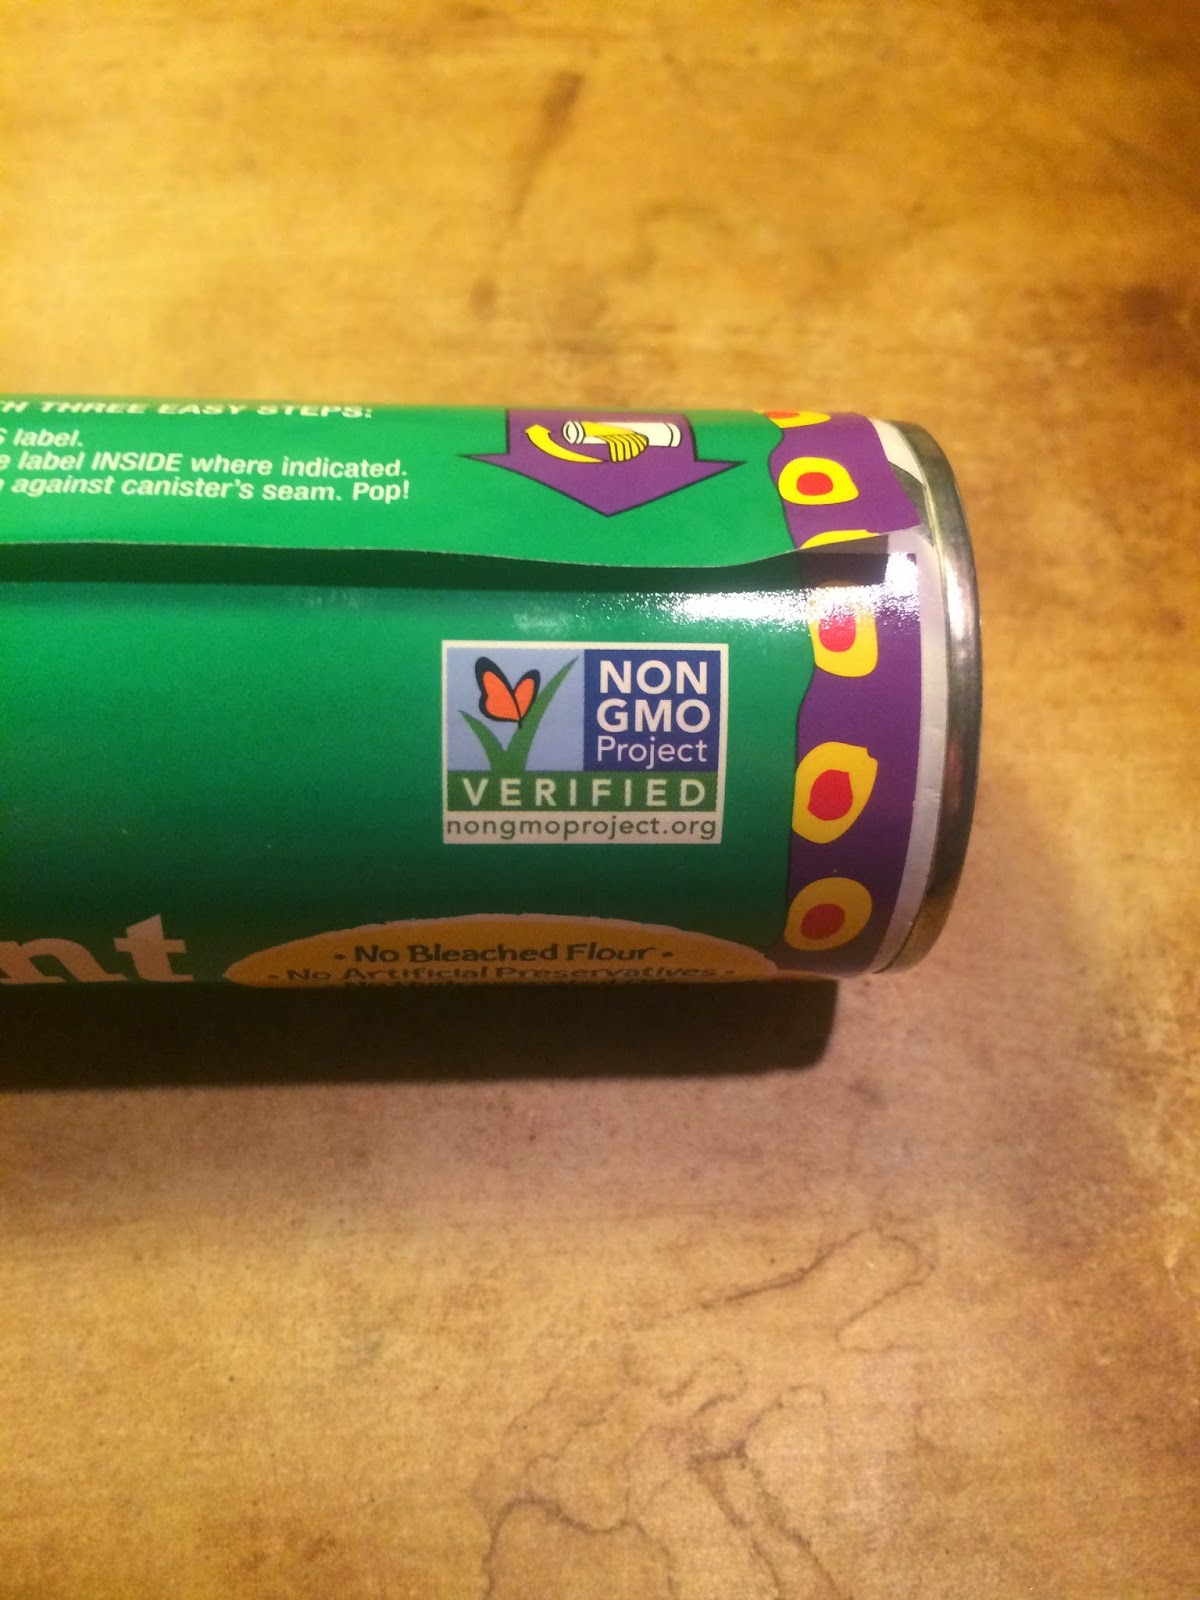 TH THREE EASY STEPS:
S label.
e label INSIDE where indicated.
against canister's seam. Pop!
NON
GMO
Project
VERIFIED
nongmoproject.org
nt
• No Bleached Flour •
• No Artificial Preservatives •